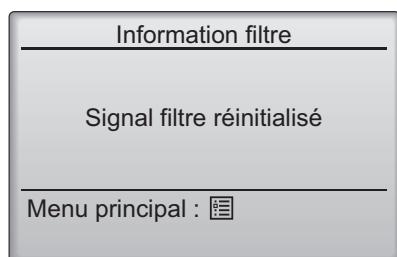 Information filtre
Signal filtre réinitialisé
Menu principal :